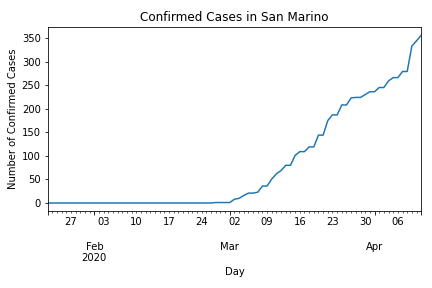 Confirmed Cases in San Marino
Number of Confirmed Cases
350
300
250
200
150
100
50
0
27 03 10 17 24 02 09 16 23 30 06
Feb Mar Apr
2020
Day